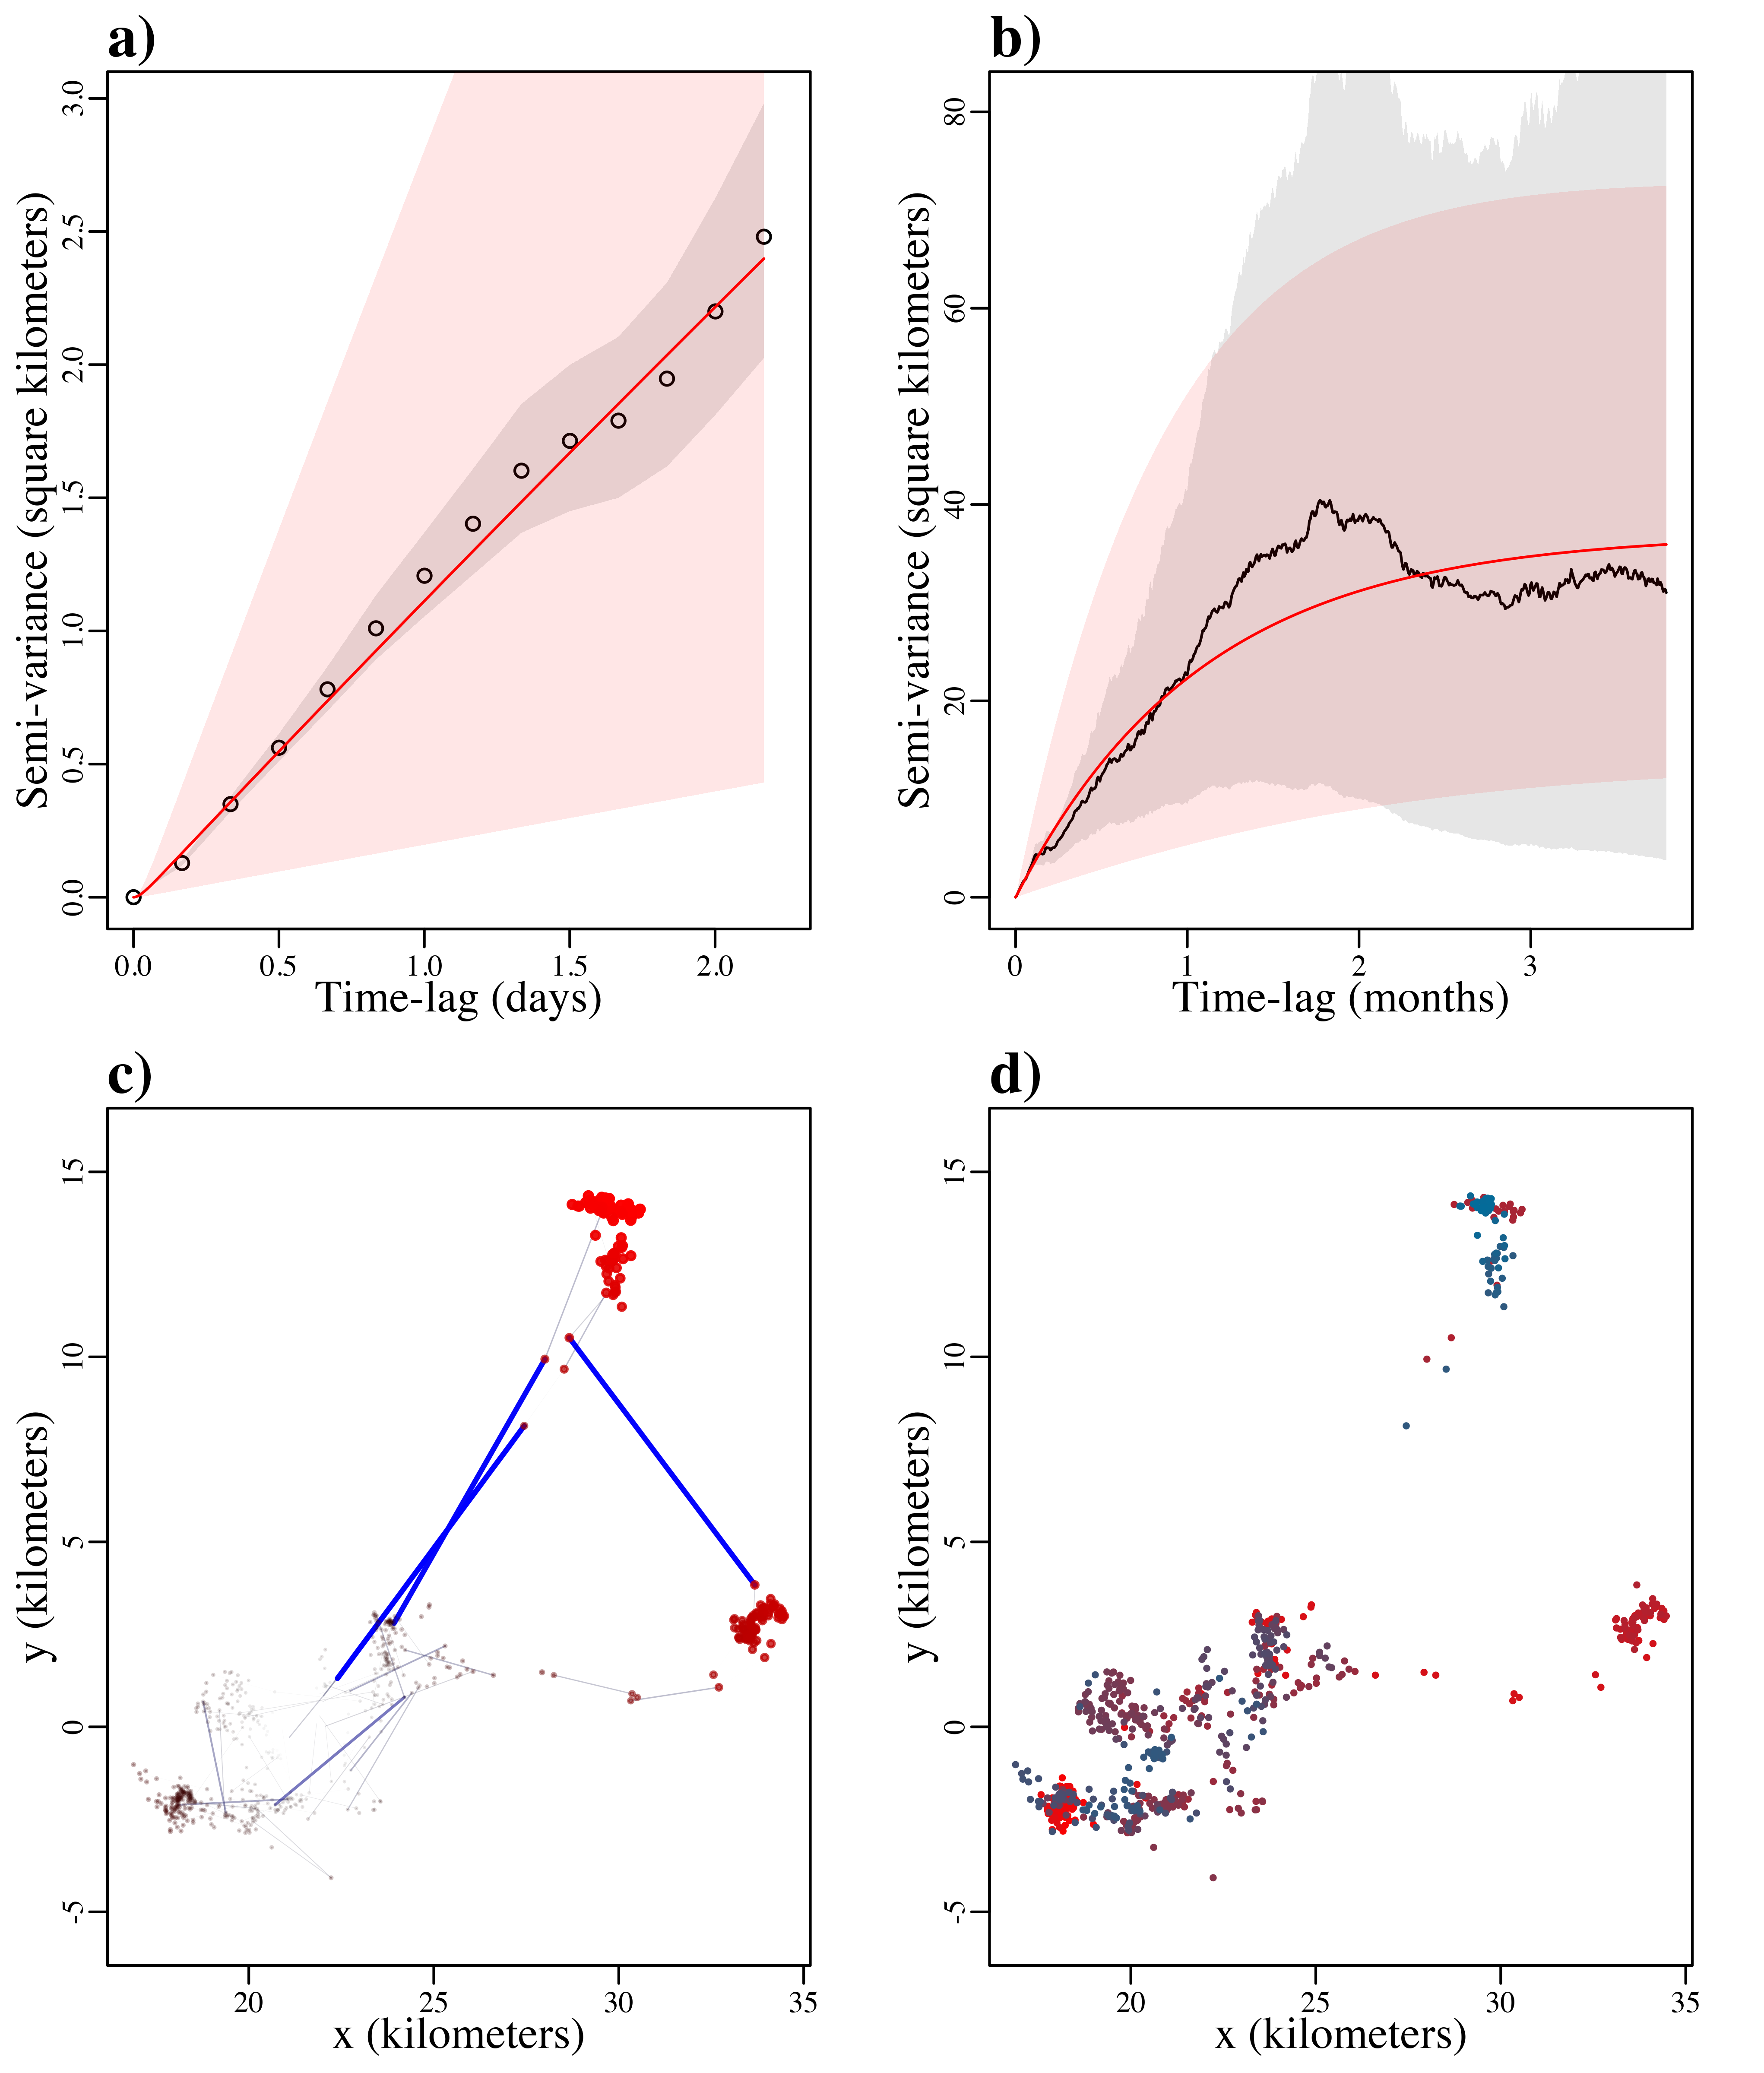 a)
Semi-variance (square kilometers)
3.0
2.5
2.0
1.5
1.0
0.5
0.0
0.0 0.5 1.0 1.5 2.0
Time-lag (days)
b)
Semi-variance (square kilometers)
80
60
40
20
0
0 1 2 3
Time-lag (months)
c)
y (kilometers)
15
10
5
0
-5
20 25 30 35
x (kilometers)
d)
y (kilometers)
15
10
5
0
-5
20 25 30 35
x (kilometers)